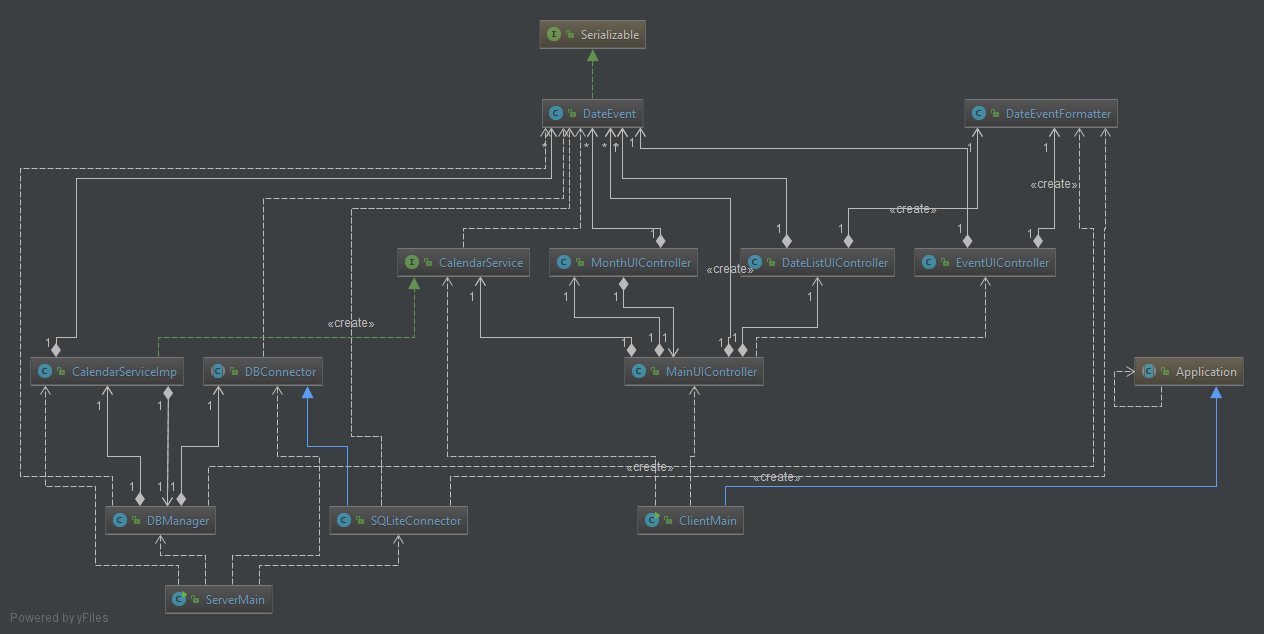 I Serializable
C DateEvent
C DateEventFormatter
* * * 1 1 1 1
«create»
«create»
1 1 1 1 1
I CalendarService
C MonthUIController
«create»
C DateListUIController
C EventUIController
1 1 1 1
«create»
1 1 1 1 1 1
C CalendarServiceImp
C DBConnector
C MainUIController
C Application
1 1 1
«create»
«create»
1 1 1
C DBManager
C SQLiteConnector
C ClientMain
C ServerMain
Powered by yFiles